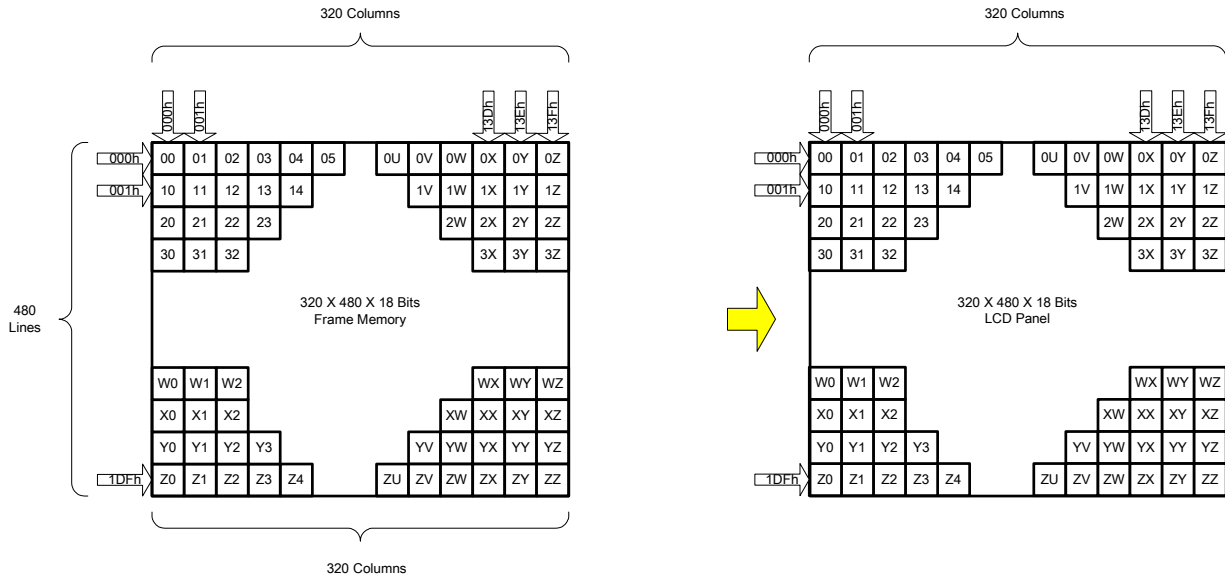 320 Columns
320 Columns
000h 001h 13Dh 13Eh 13Fh
000h 001h 13Dh 13Eh 13Fh
000h 00 01 02 03 04 05 0U 0V 0W 0X 0Y 0Z
001h 10 11 12 13 14 1V 1W 1X 1Y 1Z
20 21 22 23 2W 2X 2Y 2Z
30 31 32 3X 3Y 3Z
480
Lines
320 X 480 X 18 Bits
Frame Memory
W0 W1 W2 WX WY WZ
X0 X1 X2 XW XX XY XZ
Y0 Y1 Y2 Y3 YV YW YX YY YZ
1DFh Z0 Z1 Z2 Z3 Z4 ZU ZV ZW ZX ZY ZZ
320 Columns
000h 00 01 02 03 04 05 0U 0V 0W 0X 0Y 0Z
001h 10 11 12 13 14 1V 1W 1X 1Y 1Z
20 21 22 23 2W 2X 2Y 2Z
30 31 32 3X 3Y 3Z
320 X 480 X 18 Bits
LCD Panel
W0 W1 W2 WX WY WZ
X0 X1 X2 XW XX XY XZ
Y0 Y1 Y2 Y3 YV YW YX YY YZ
1DFh Z0 Z1 Z2 Z3 Z4 ZU ZV ZW ZX ZY ZZ